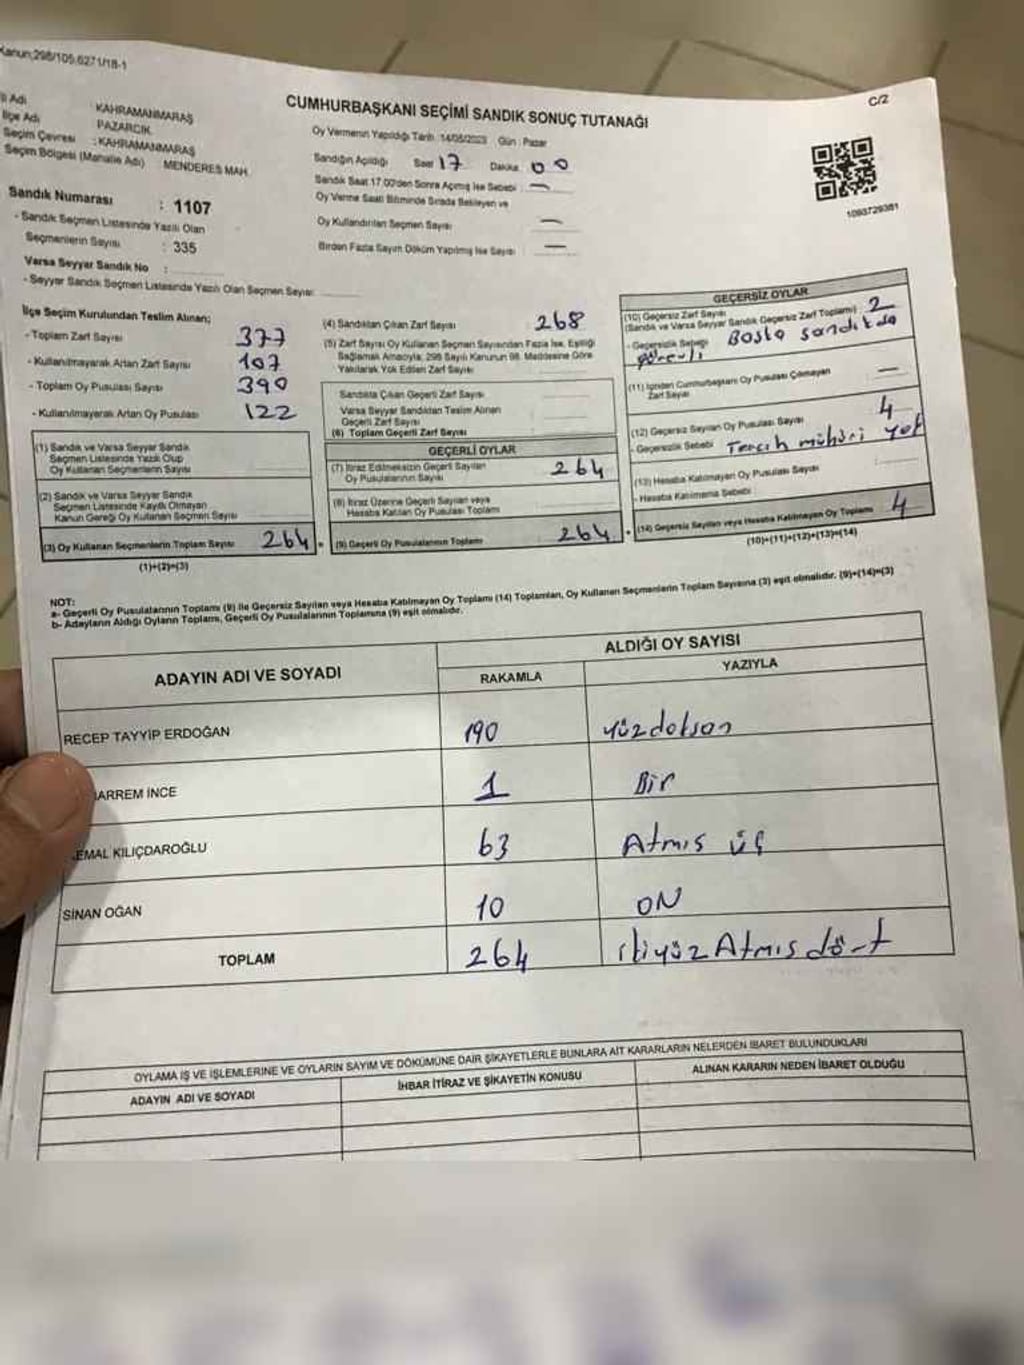 Kanun;298/105,6271/18-1
C/2
CUMHURBAŞKANI SEÇİMİ SANDIK SONUÇ TUTANAĞI
İl Adı : KAHRAMANMARAŞ
İlçe Adı PAZARCIK
Seçim Çevresi : KAHRAMANMARAŞ
Seçim Bölgesi (Mahalle Adı) MENDERES MAH.
Oy Vermenin Yapıldığı Tarih :14/05/2023 Gün : Pazar
Sandığın Açıldığı Saat 17 Dakika 00
Sandık Saat 17.00'den Sonra Açılmış İse Sebebi : —
Oy Verme Saati Bitiminde Sırada Bekleyen ve
Oy Kullandırılan Seçmen Sayısı —
Birden Fazla Sayım Döküm Yapılmış İse Sayısı : —
1093729381
Sandık Numarası : 1107
- Sandık Seçmen Listesinde Yazılı Olan
Seçmenlerin Sayısı : 335
Varsa Seyyar Sandık No :
- Seyyar Sandık Seçmen Listesinde Yazılı Olan Seçmen Sayısı:
İlçe Seçim Kurulundan Teslim Alınan;
- Toplam Zarf Sayısı 377
- Kullanılmayarak Artan Zarf Sayısı 107
- Toplam Oy Pusulası Sayısı 390
- Kullanılmayarak Artan Oy Pusulası 122
(1) Sandık ve Varsa Seyyar Sandık
Seçmen Listesinde Yazılı Olup
Oy Kullanan Seçmenlerin Sayısı
(2) Sandık ve Varsa Seyyar Sandık
Seçmen Listesinde Kayıtlı Olmayan
Kanun Gereği Oy Kullanan Seçmen Sayısı
(3) Oy Kullanan Seçmenlerin Toplam Sayısı 264
(1)+(2)=(3)
(4) Sandıktan Çıkan Zarf Sayısı : 268
(5) Zarf Sayısı Oy Kullanan Seçmen Sayısından Fazla İse, Eşitliği
Sağlamak Amacıyla; 298 Sayılı Kanunun 98. Maddesine Göre
Yakılarak Yok Edilen Zarf Sayısı
Sandıkta Çıkan Geçerli Zarf Sayısı
Varsa Seyyar Sandıktan Teslim Alınan
Geçerli Zarf Sayısı
(6) Toplam Geçerli Zarf Sayısı
GEÇERLİ OYLAR
(7) İtiraz Edilmeksizin Geçerli Sayılan
Oy Pusulalarının Sayısı 264
(8) İtiraz Üzerine Geçerli Sayılan veya
Hesaba Katılan Oy Pusulası Toplamı
(9) Geçerli Oy Pusulalarının Toplamı 264
GEÇERSİZ OYLAR
(10) Geçersiz Zarf Sayısı
(Sandık ve Varsa Seyyar Sandık Geçersiz Zarf Toplamı) : 2
- Geçersizlik Sebebi Başka sandıkda
görevli
(11) İçinden Cumhurbaşkanı Oy Pusulası Çıkmayan
Zarf Sayısı —
(12) Geçersiz Sayılan Oy Pusulası Sayısı 4
- Geçersizlik Sebebi Tercih mühürü yok
(13) Hesaba Katılmayan Oy Pusulası Sayısı
- Hesaba Katılmama Sebebi
(14) Geçersiz Sayılan veya Hesaba Katılmayan Oy Toplamı 4
(10)+(11)+(12)+(13)=(14)
NOT:
a- Geçerli Oy Pusulalarının Toplamı (9) ile Geçersiz Sayılan veya Hesaba Katılmayan Oy Toplamı (14) Toplamları, Oy Kullanan Seçmenlerin Toplam Sayısına (3) eşit olmalıdır. (9)+(14)=(3)
b- Adayların Aldığı Oyların Toplamı, Geçerli Oy Pusulalarının Toplamına (9) eşit olmalıdır.
ADAYIN ADI VE SOYADI
ALDIĞI OY SAYISI
RAKAMLA YAZIYLA
RECEP TAYYİP ERDOĞAN 190 Yüzdoksan
ARREM İNCE 1 Bir
EMAL KILIÇDAROĞLU 63 Atmış üç
SİNAN OĞAN 10 ON
TOPLAM 264 ikiyüz Atmış dört
OYLAMA İŞ VE İŞLEMLERİNE VE OYLARIN SAYIM VE DÖKÜMÜNE DAİR ŞİKAYETLERLE BUNLARA AİT KARARLARIN NELERDEN İBARET BULUNDUKLARI
ADAYIN ADI VE SOYADI İHBAR İTİRAZ VE ŞİKAYETİN KONUSU ALINAN KARARIN NEDEN İBARET OLDUĞU